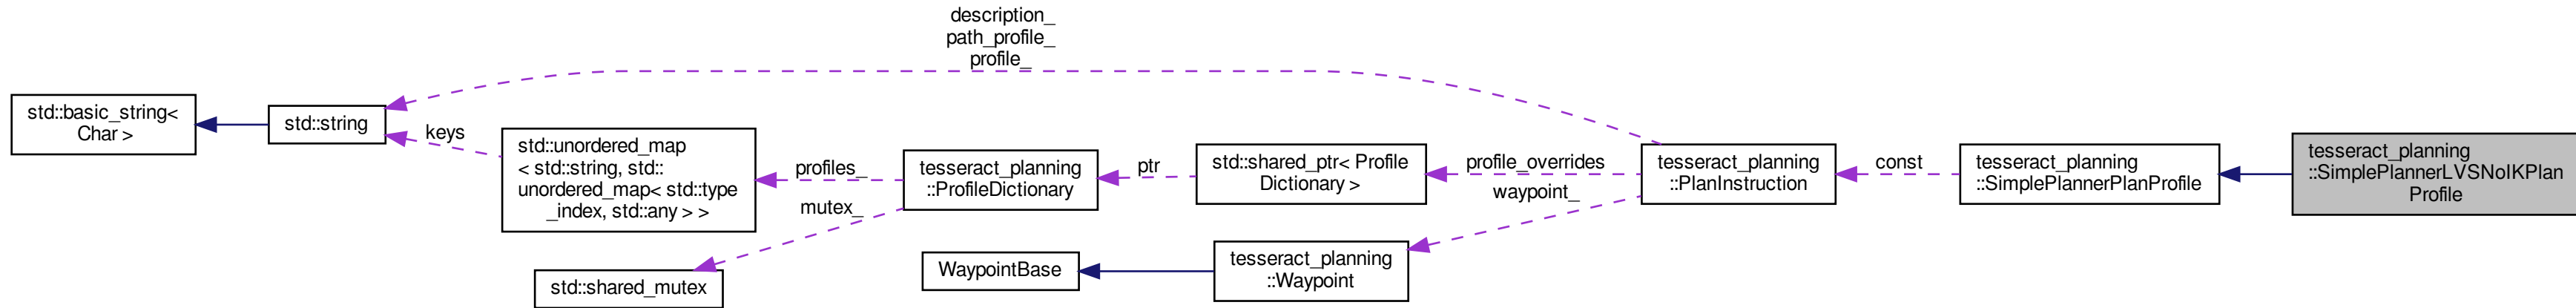 description_
path_profile_
profile_
std::basic_string<
Char >
std::string
keys
std::unordered_map
< std::string, std::
unordered_map< std::type
_index, std::any > >
profiles_
mutex_
std::shared_mutex
tesseract_planning
::ProfileDictionary
ptr
std::shared_ptr< Profile
Dictionary >
profile_overrides
waypoint_
WaypointBase
tesseract_planning
::Waypoint
tesseract_planning
::PlanInstruction
const
tesseract_planning
::SimplePlannerPlanProfile
tesseract_planning
::SimplePlannerLVSNoIKPlan
Profile